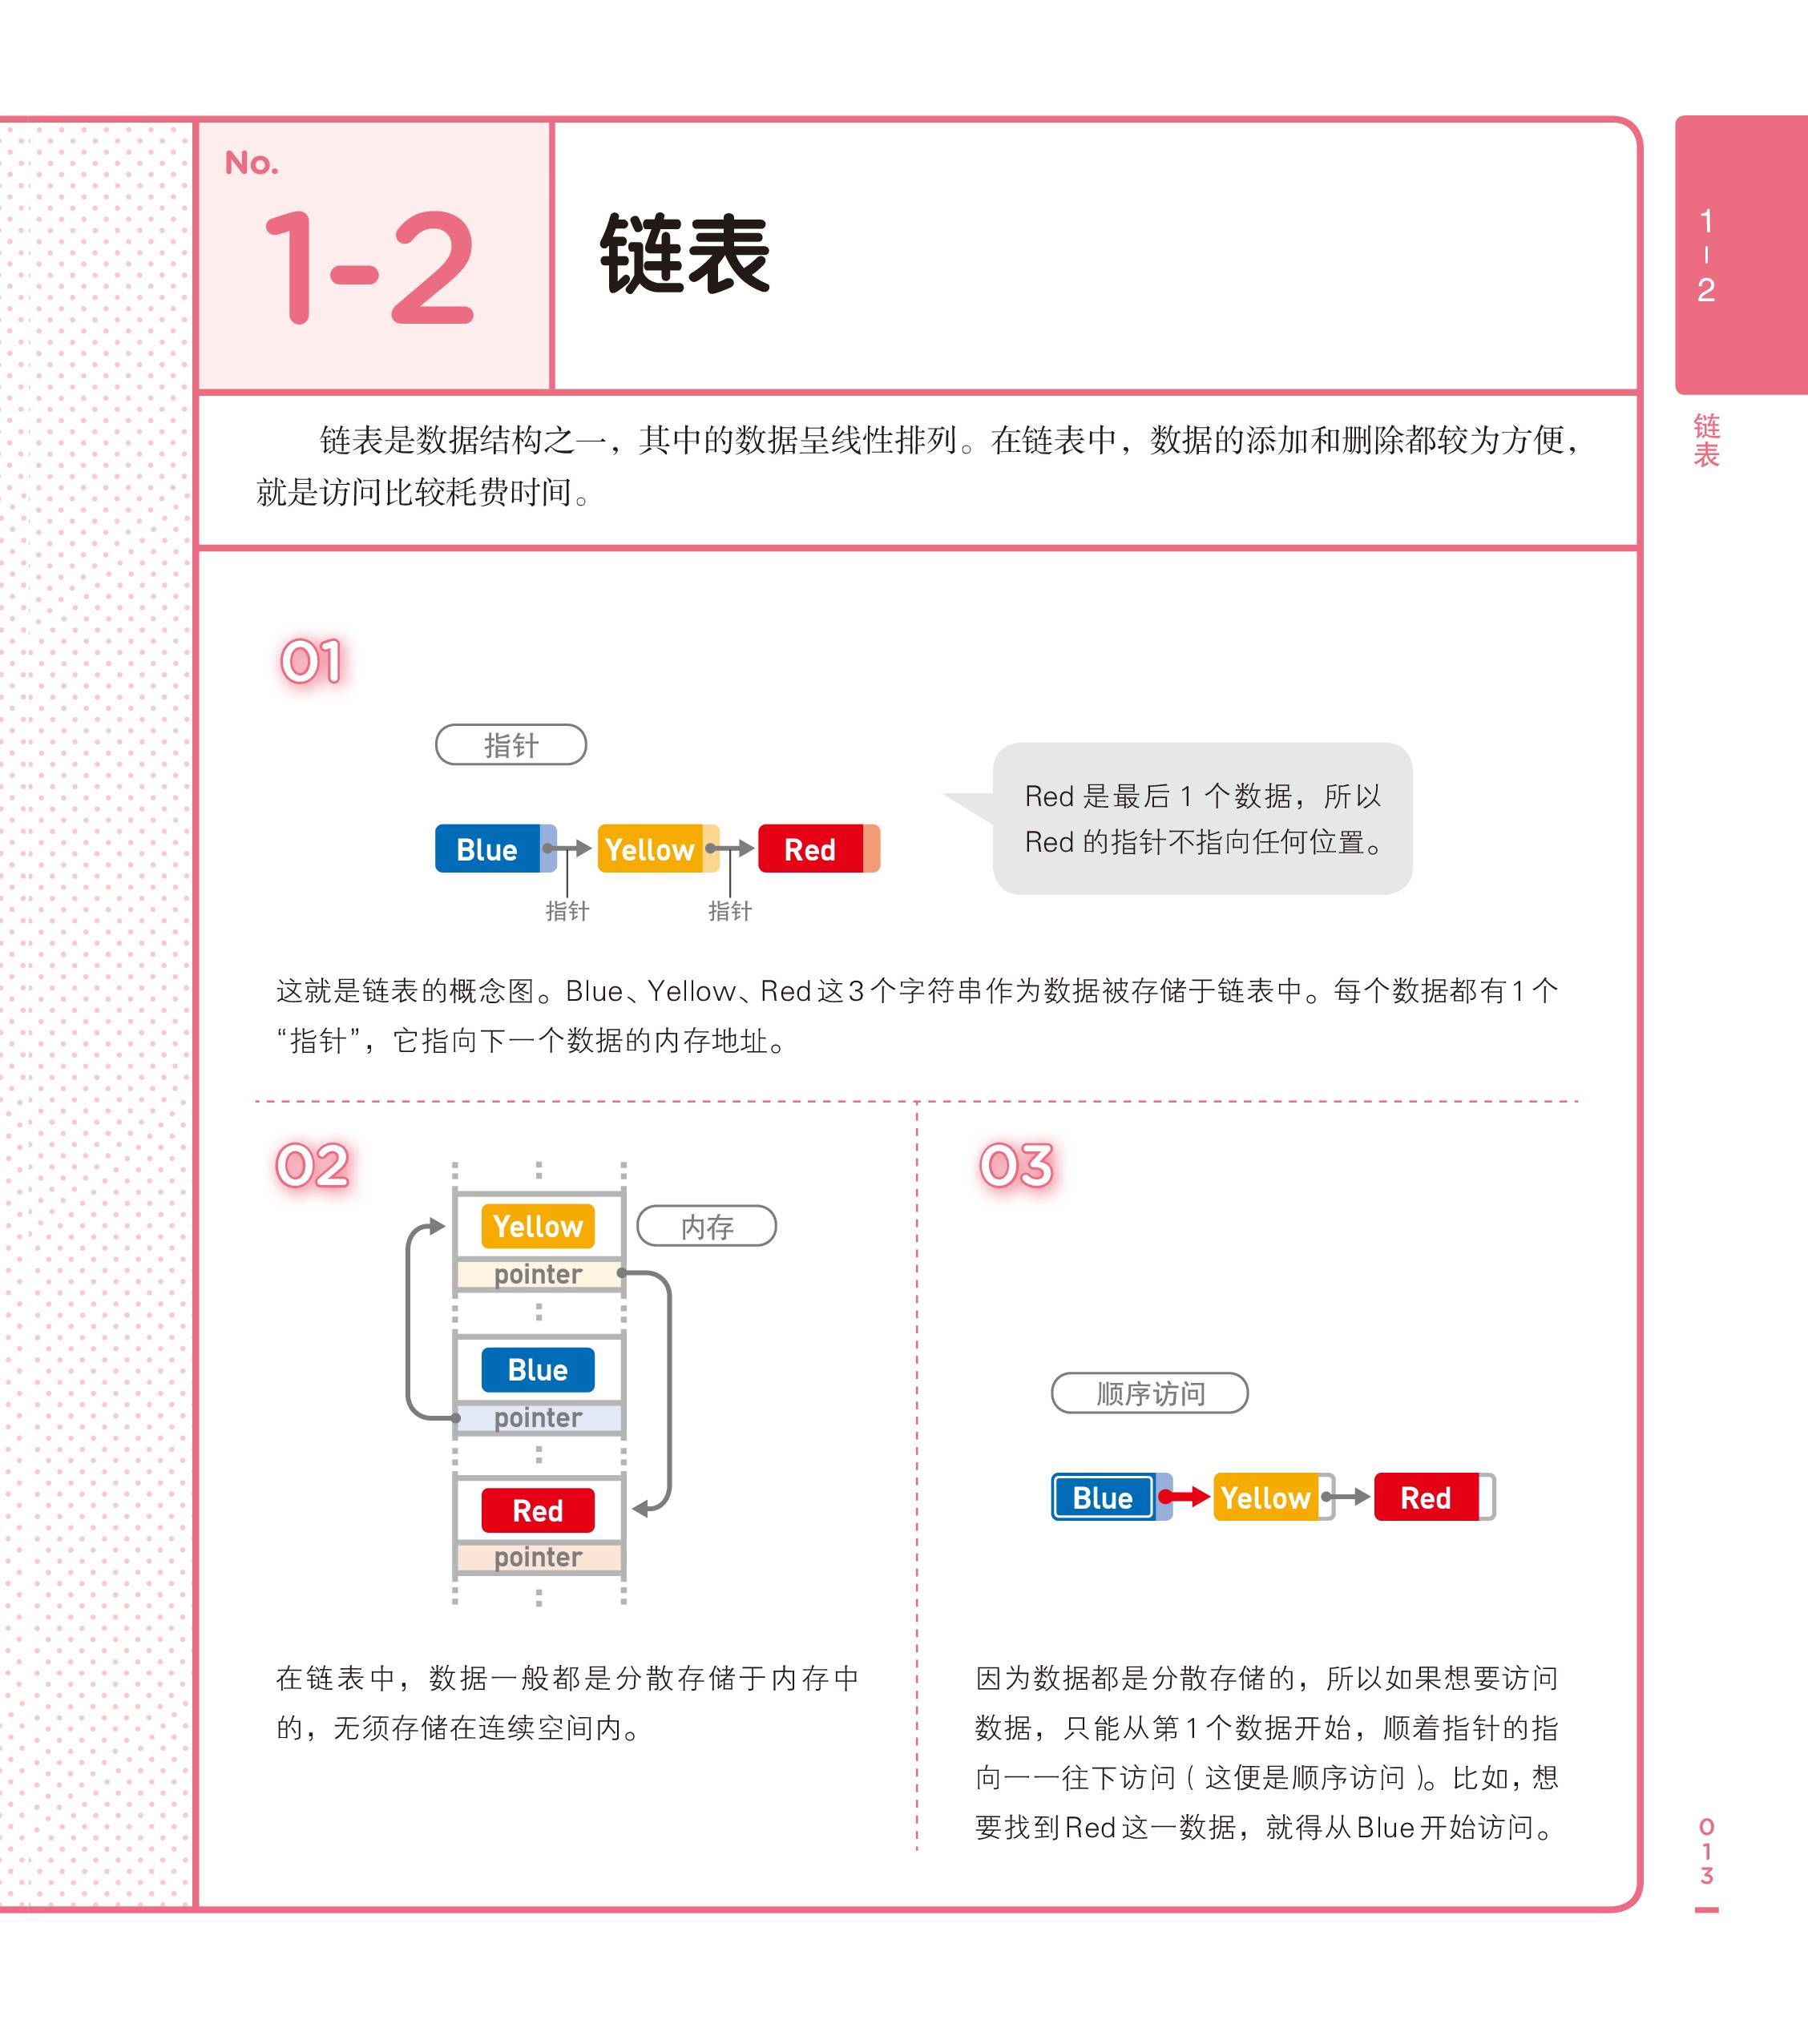 No.
1-2
链表
1-2
链表
链表是数据结构之一，其中的数据呈线性排列。在链表中，数据的添加和删除都较为方便，
就是访问比较耗费时间。
01
指针
Blue
Yellow
Red
指针
指针
Red 是最后 1 个数据，所以
Red 的指针不指向任何位置。
这就是链表的概念图。Blue、Yellow、Red这3个字符串作为数据被存储于链表中。每个数据都有1个
“指针”，它指向下一个数据的内存地址。
02
Yellow
pointer
内存
Blue
pointer
Red
pointer
在链表中，数据一般都是分散存储于内存中
的，无须存储在连续空间内。
03
顺序访问
Blue
Yellow
Red
因为数据都是分散存储的，所以如果想要访问
数据，只能从第1个数据开始，顺着指针的指
向一一往下访问（这便是顺序访问）。比如，想
要找到Red这一数据，就得从Blue开始访问。
013